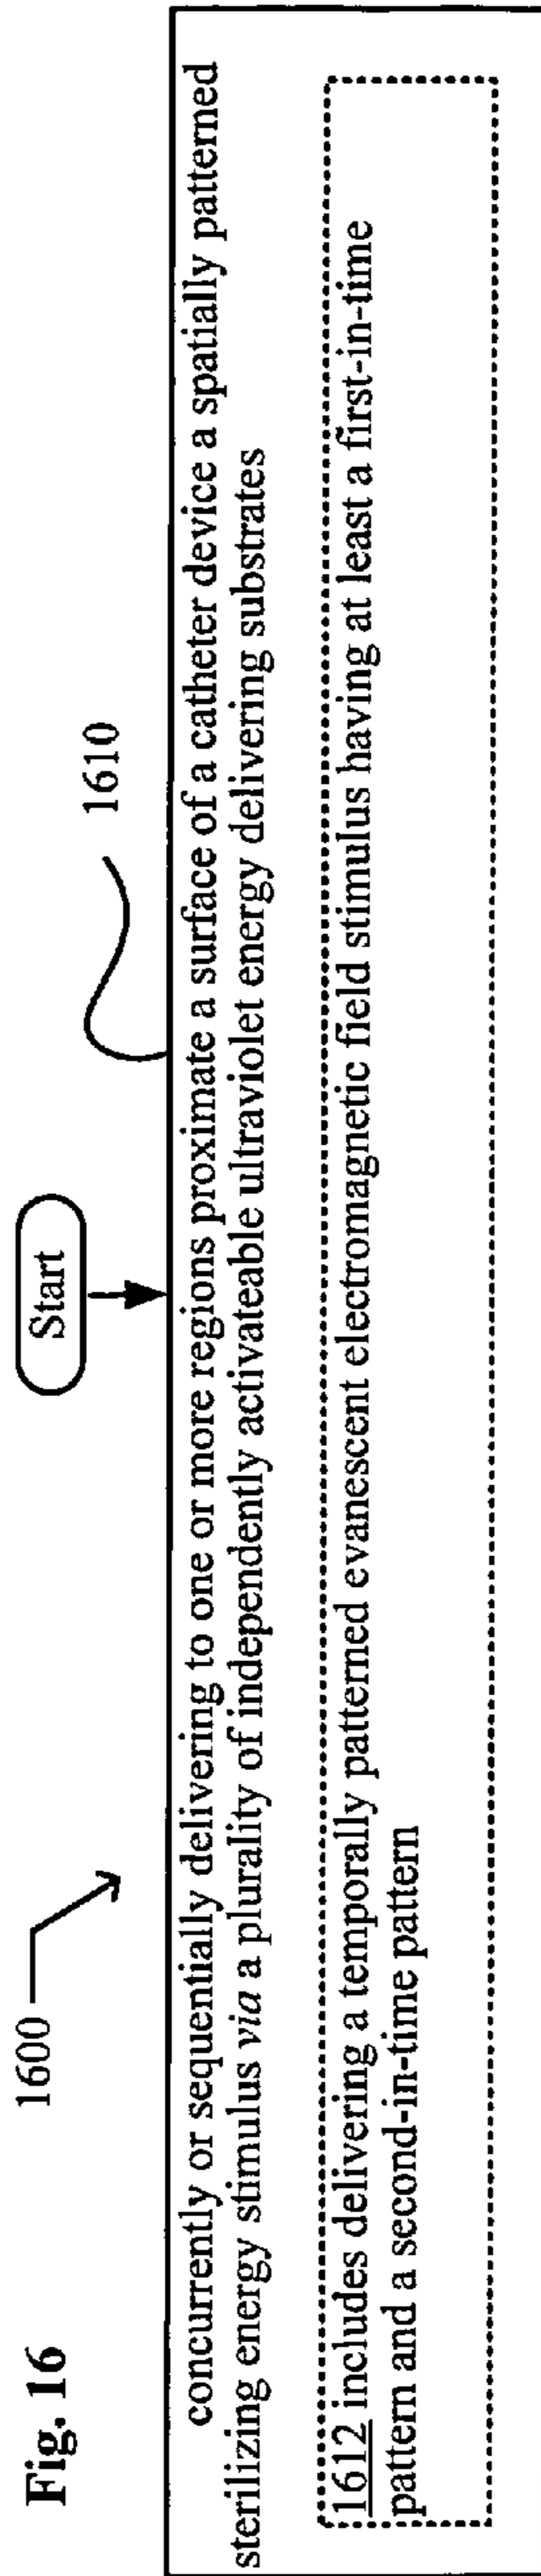 Fig. 16
1600
Start
1610
concurrently or sequentially delivering to one or more regions proximate a surface of a catheter device a spatially patterned
sterilizing energy stimulus via a plurality of independently activateable ultraviolet energy delivering substrates
1612 includes delivering a temporally patterned evanescent electromagnetic field stimulus having at least a first-in-time
pattern and a second-in-time pattern